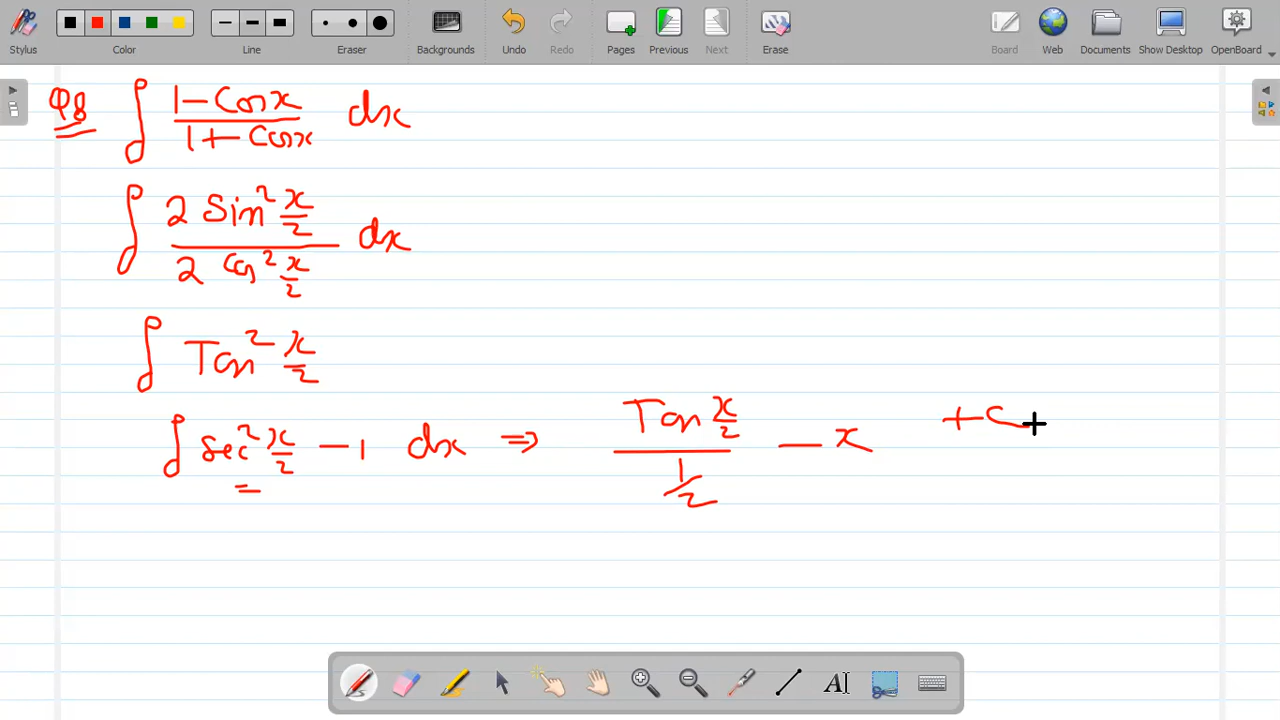 Stylus Color Line Eraser Backgrounds Undo Redo Pages Previous Next Erase Board Web Documents Show Desktop OpenBoard
Q8 ∫ (1 - Cosx)/(1 + Cosx) dx
∫ (2 Sin² x/2)/(2 Cos² x/2) dx
∫ Tan² x/2
∫ Sec² x/2 - 1 dx ⇒ (Tan x/2)/(1/2) - x + C